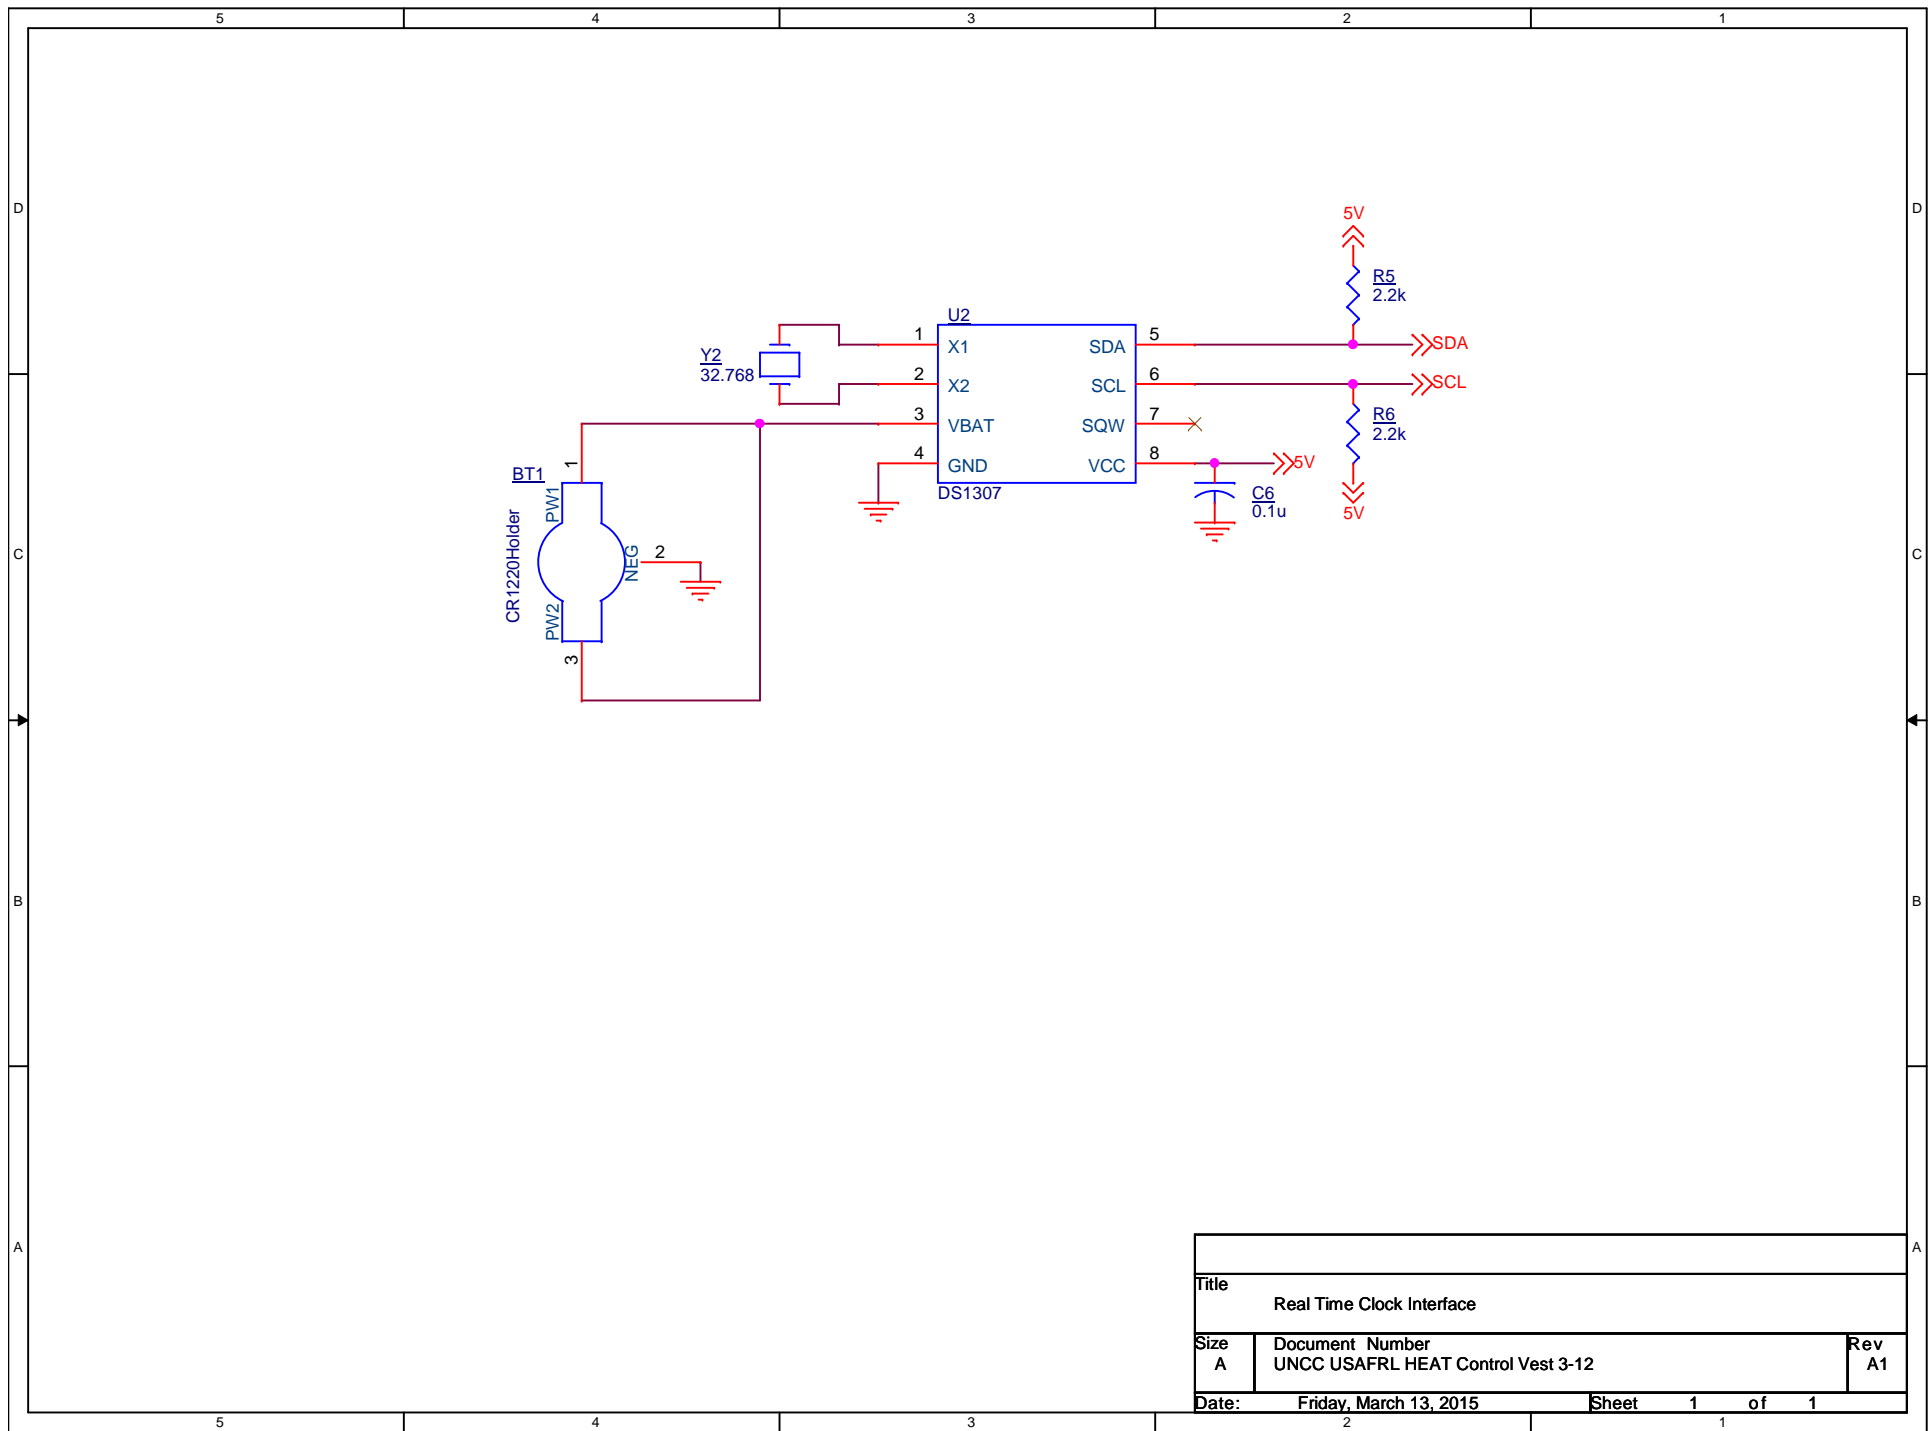 5 4 3 2 1
D D
5V
R5
2.2k
U2
1 X1 SDA 5 SDA
Y2
32.768
2 X2 SCL 6 SCL
3 VBAT SQW 7
R6
2.2k
4 GND VCC 8 5V
DS1307
C6
0.1u
5V
BT1
1
PW1
CR1220Holder
NEG 2
PW2
3
C C
B B
A A
Title
Real Time Clock Interface
Size Document Number Rev
A UNCC USAFRL HEAT Control Vest 3-12 A1
Date: Friday, March 13, 2015 Sheet 1 of 1
5 4 3 2 1